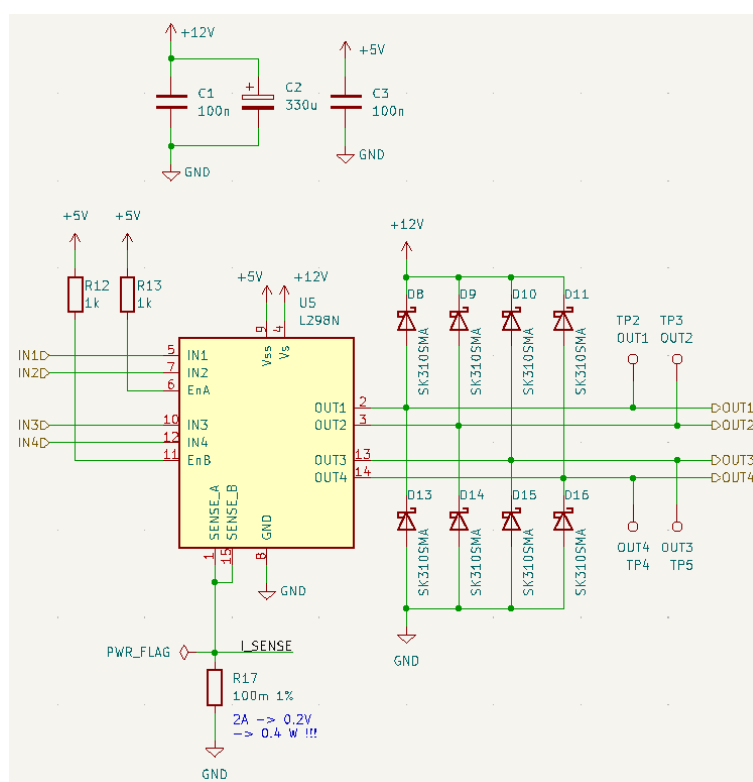 +12V
+5V
C1
100n
C2
330u
C3
100n
GND
GND
+5V
+5V
R12
1k
R13
1k
+5V
+12V
U5
L298N
+12V
D8
D9
D10
D11
SK310SMA
SK310SMA
SK310SMA
SK310SMA
TP2
OUT1
TP3
OUT2
9
4
Vss
Vs
IN1
5
IN1
IN2
7
IN2
6
EnA
IN3
10
IN3
IN4
12
IN4
11
EnB
OUT1
2
OUT1
OUT2
3
OUT2
OUT3
13
OUT3
OUT4
14
OUT4
SENSE_A
SENSE_B
GND
1
15
8
GND
D13
D14
D15
D16
SK310SMA
SK310SMA
SK310SMA
SK310SMA
OUT4
TP4
OUT3
TP5
GND
PWR_FLAG
I_SENSE
R17
100m 1%
2A -> 0.2V
-> 0.4 W !!!
GND